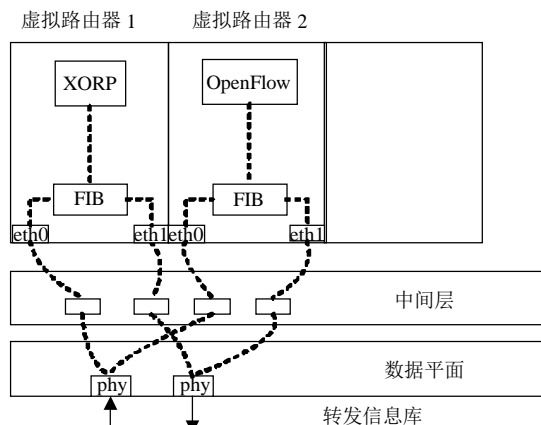 虚拟路由器 1 虚拟路由器 2
XORP OpenFlow
FIB FIB
eth0 eth1 eth0 eth1
中间层
数据平面
phy phy
转发信息库